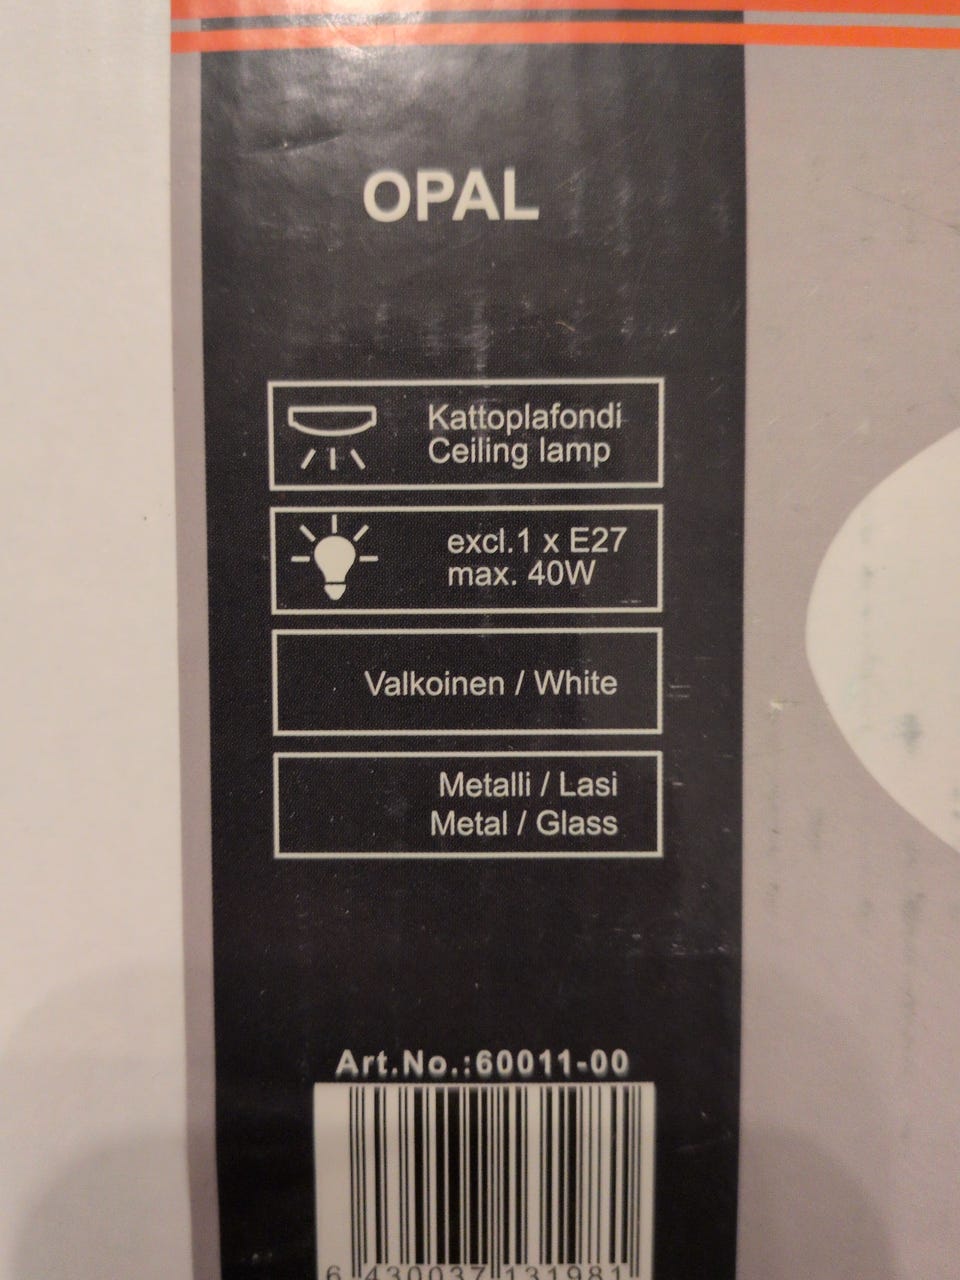 OPAL
Kattoplafondi
Ceiling lamp
excl.1 x E27
max. 40W
Valkoinen / White
Metalli / Lasi
Metal / Glass
Art.No.:60011-00
6 430037 131981